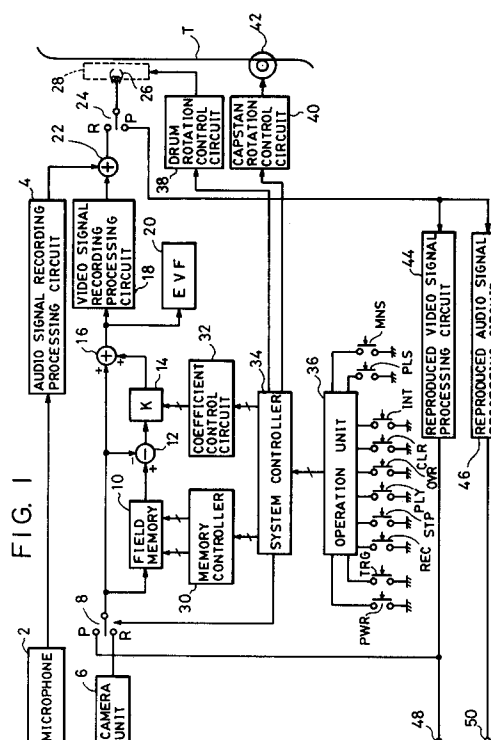 FIG. 1
2
MICROPHONE
4
AUDIO SIGNAL RECORDING
PROCESSING CIRCUIT
6
CAMERA
UNIT
8
P
R
10
FIELD
MEMORY
12
-
+
14
K
16
+
+
VIDEO SIGNAL
RECORDING
PROCESSING
CIRCUIT
18
20
EVF
22
R
P
24
26
28
T
30
MEMORY
CONTROLLER
32
COEFFICIENT
CONTROL
CIRCUIT
34
SYSTEM CONTROLLER
36
OPERATION UNIT
38
DRUM
ROTATION
CONTROL
CIRCUIT
40
CAPSTAN
ROTATION
CONTROL
CIRCUIT
42
PWR
TRG
REC
STP
PLY
OVR
CLR
INT
PLS
MNS
44
REPRODUCED VIDEO SIGNAL
PROCESSING CIRCUIT
46
REPRODUCED AUDIO SIGNAL
48
50